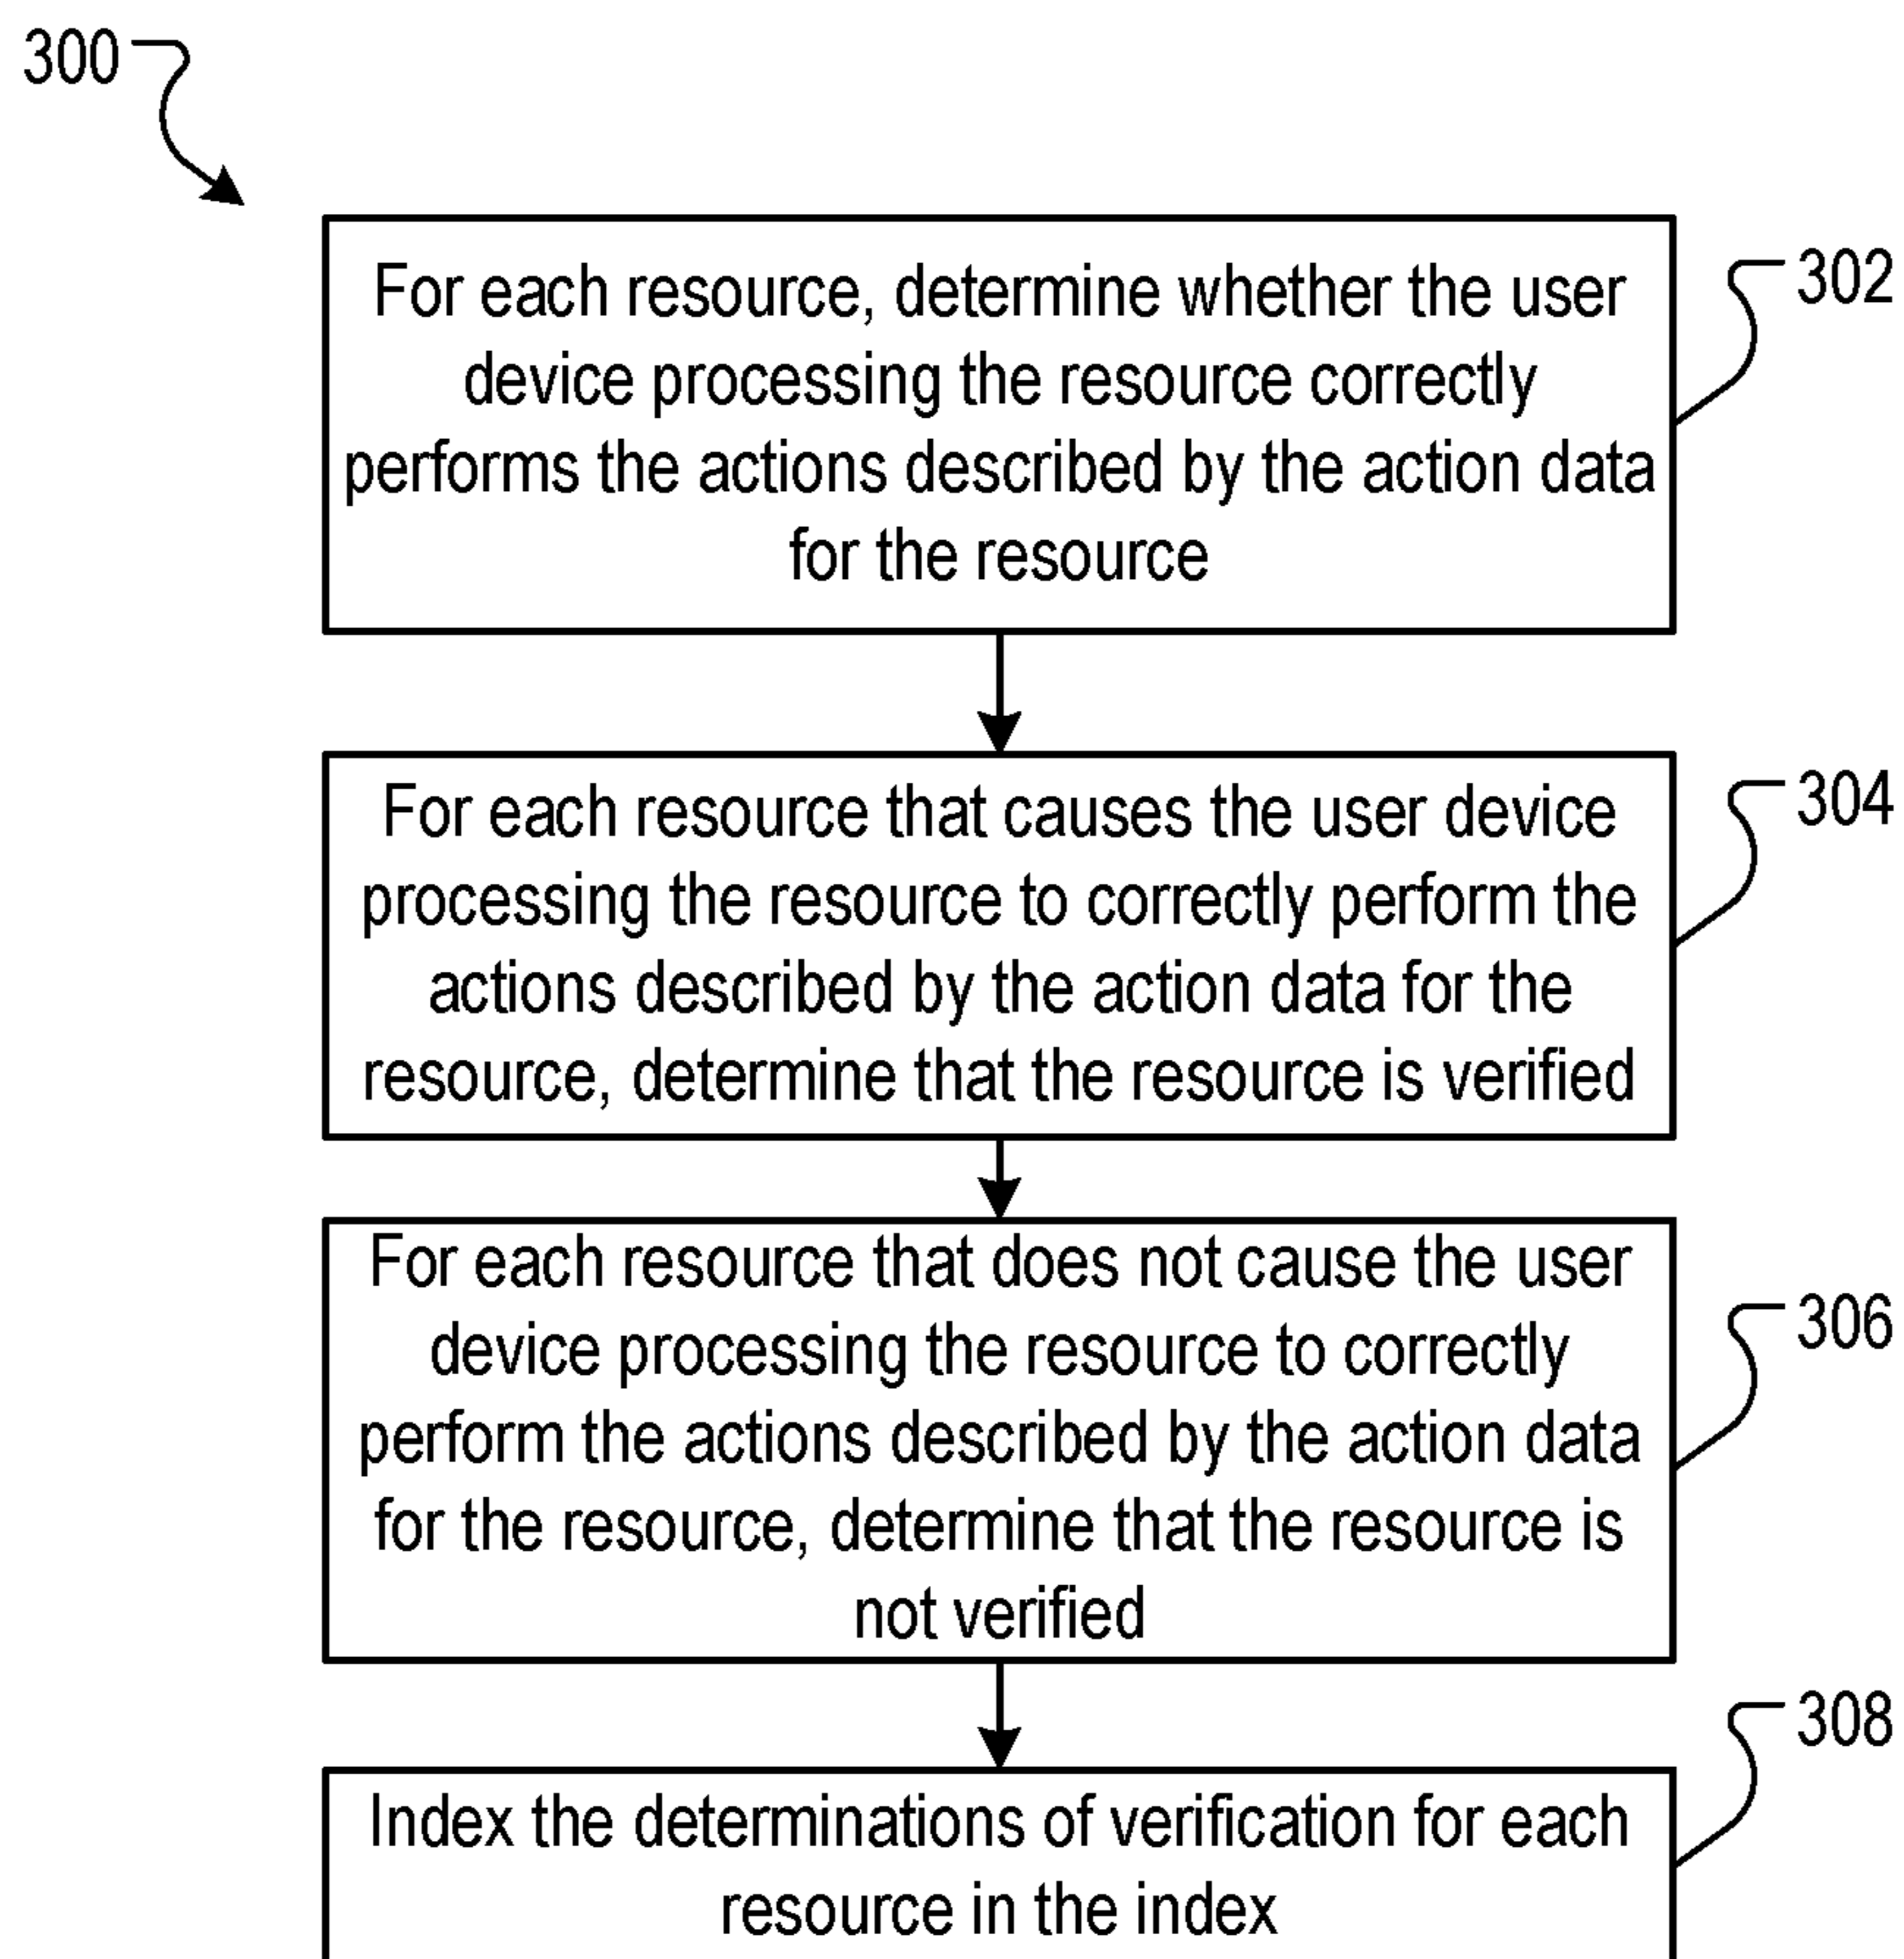 300
For each resource, determine whether the user
device processing the resource correctly
performs the actions described by the action data
for the resource
302
For each resource that causes the user device
processing the resource to correctly perform the
actions described by the action data for the
resource, determine that the resource is verified
304
For each resource that does not cause the user
device processing the resource to correctly
perform the actions described by the action data
for the resource, determine that the resource is
not verified
306
Index the determinations of verification for each
resource in the index
308